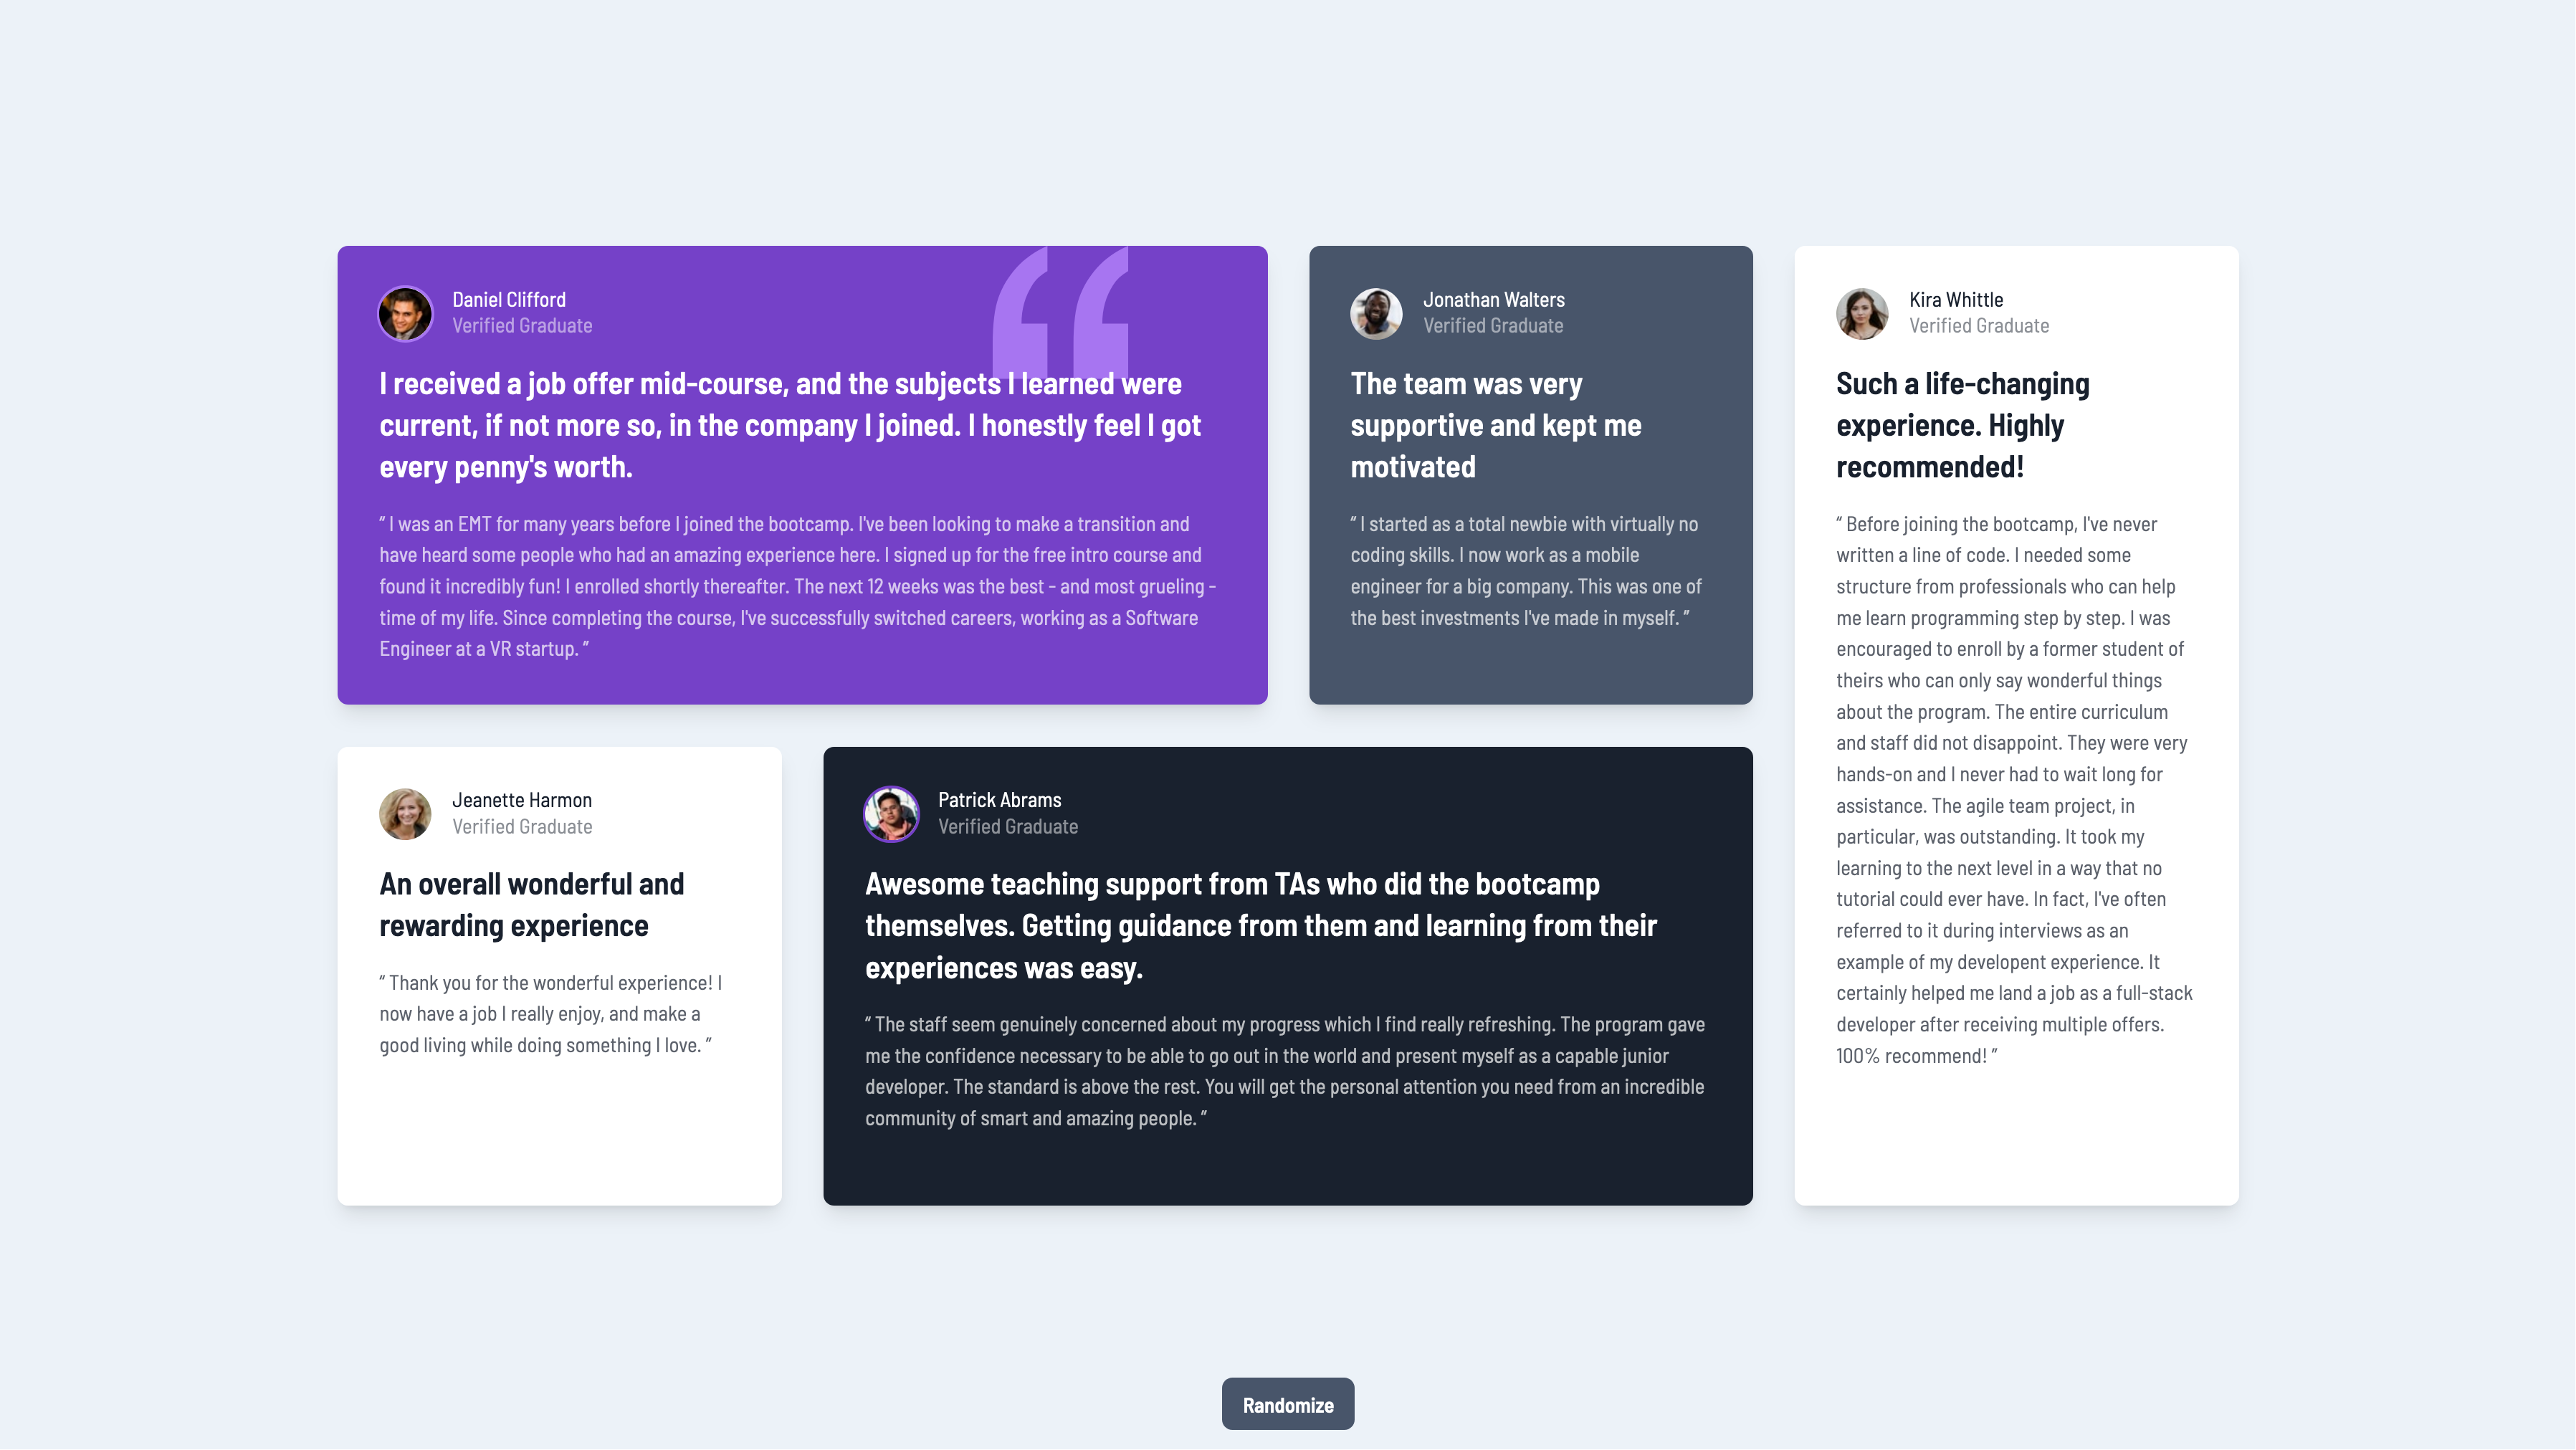 Daniel Clifford
Verified Graduate
I received a job offer mid-course, and the subjects I learned were
current, if not more so, in the company I joined. I honestly feel I got
every penny's worth.
“ I was an EMT for many years before I joined the bootcamp. I've been looking to make a transition and
have heard some people who had an amazing experience here. I signed up for the free intro course and
found it incredibly fun! I enrolled shortly thereafter. The next 12 weeks was the best - and most grueling -
time of my life. Since completing the course, I've successfully switched careers, working as a Software
Engineer at a VR startup. ”
Jonathan Walters
Verified Graduate
The team was very
supportive and kept me
motivated
“ I started as a total newbie with virtually no
coding skills. I now work as a mobile
engineer for a big company. This was one of
the best investments I've made in myself. ”
Kira Whittle
Verified Graduate
Such a life-changing
experience. Highly
recommended!
“ Before joining the bootcamp, I've never
written a line of code. I needed some
structure from professionals who can help
me learn programming step by step. I was
encouraged to enroll by a former student of
theirs who can only say wonderful things
about the program. The entire curriculum
and staff did not disappoint. They were very
hands-on and I never had to wait long for
assistance. The agile team project, in
particular, was outstanding. It took my
learning to the next level in a way that no
tutorial could ever have. In fact, I've often
referred to it during interviews as an
example of my developent experience. It
certainly helped me land a job as a full-stack
developer after receiving multiple offers.
100% recommend! ”
Jeanette Harmon
Verified Graduate
An overall wonderful and
rewarding experience
“ Thank you for the wonderful experience! I
now have a job I really enjoy, and make a
good living while doing something I love. ”
Patrick Abrams
Verified Graduate
Awesome teaching support from TAs who did the bootcamp
themselves. Getting guidance from them and learning from their
experiences was easy.
“ The staff seem genuinely concerned about my progress which I find really refreshing. The program gave
me the confidence necessary to be able to go out in the world and present myself as a capable junior
developer. The standard is above the rest. You will get the personal attention you need from an incredible
community of smart and amazing people. ”
Randomize